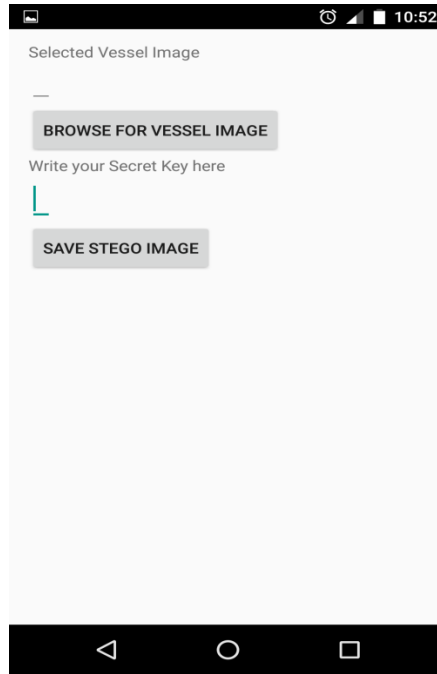 10:52
Selected Vessel Image
BROWSE FOR VESSEL IMAGE
Write your Secret Key here
SAVE STEGO IMAGE